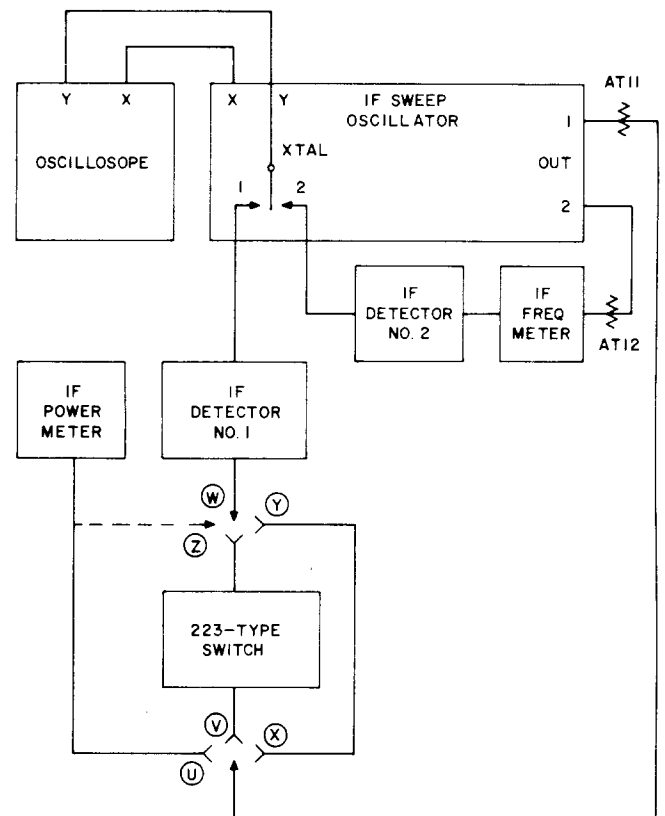 Y X
OSCILLOSOPE
X Y
IF SWEEP
OSCILLATOR
XTAL
1 2
1
OUT
2
AT11
IF
DETECTOR
NO. 2
IF
FREQ
METER
AT12
IF
POWER
METER
IF
DETECTOR
NO. 1
W
Y
Z
223-TYPE
SWITCH
V
X
U